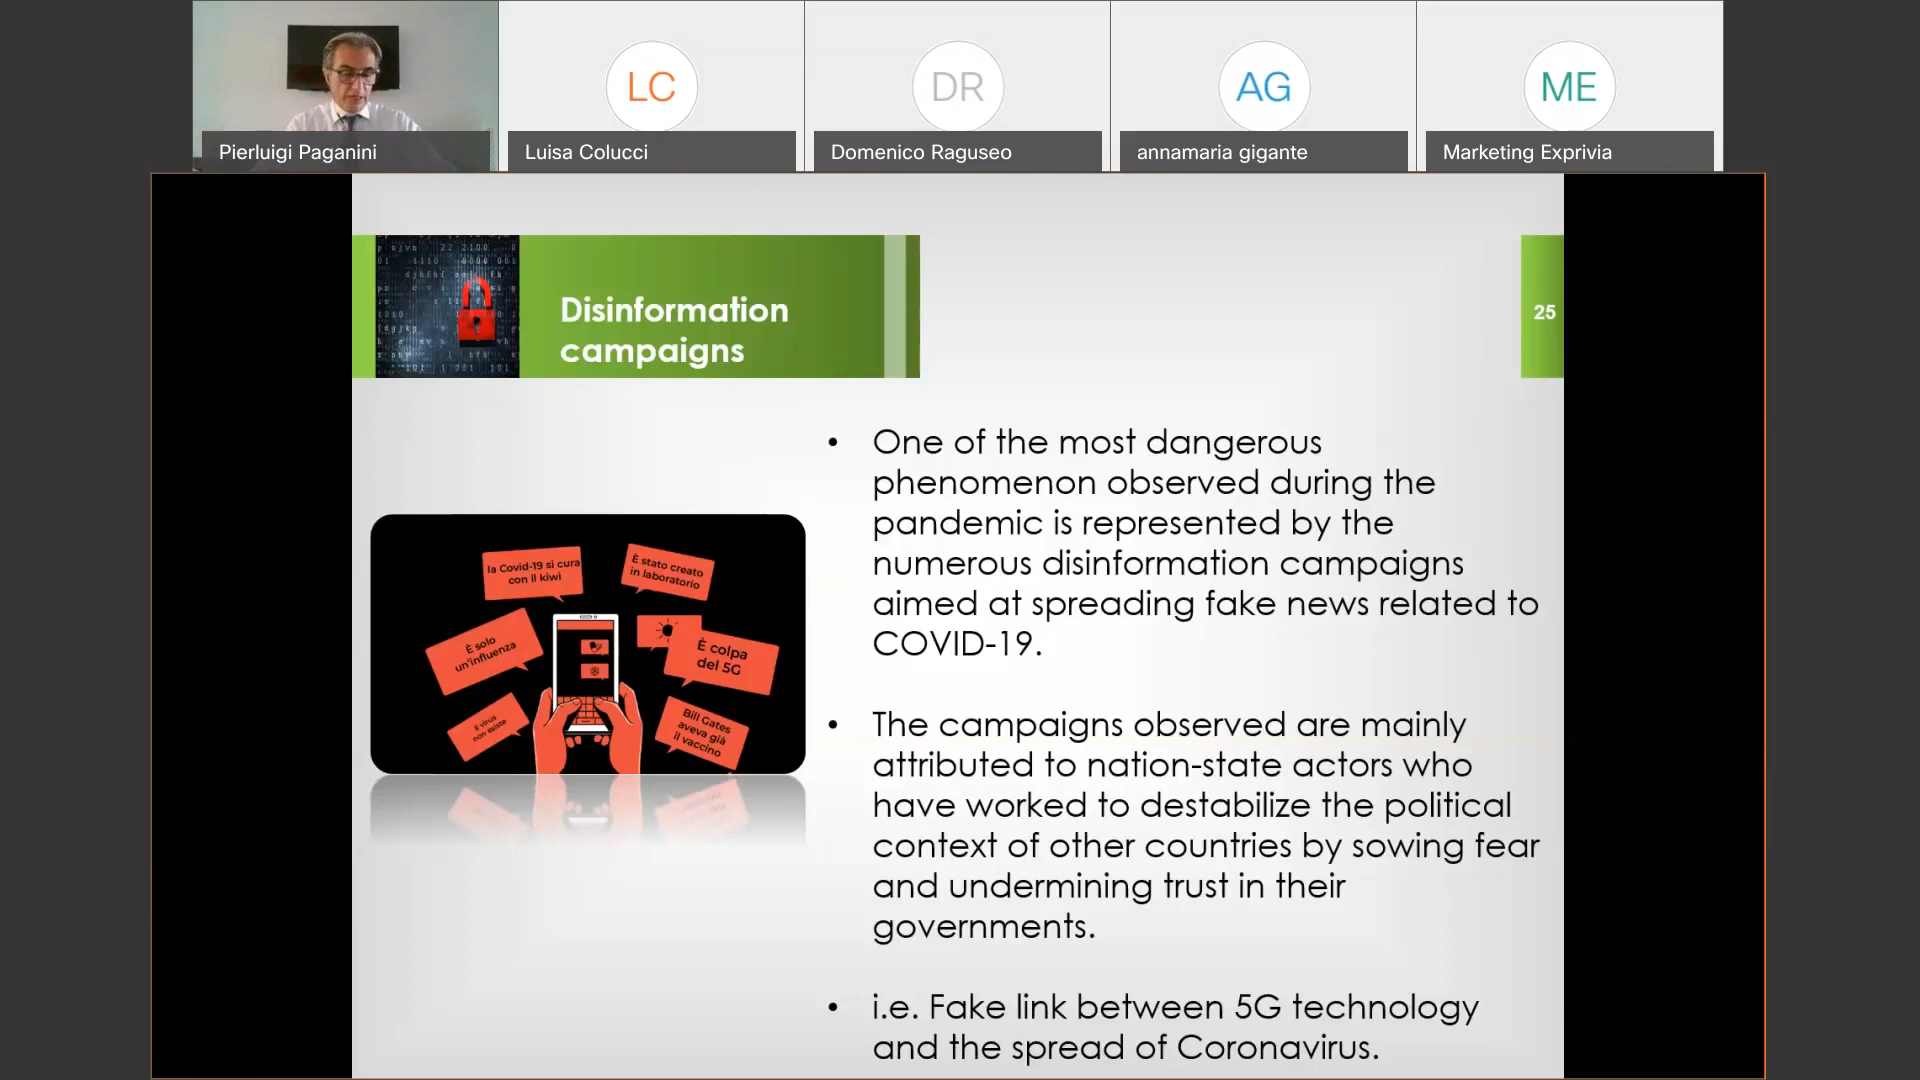 LC
DR
AG
ME
Pierluigi Paganini
Luisa Colucci
Domenico Raguseo
annamaria gigante
Marketing Exprivia
Disinformation
campaigns
25
• One of the most dangerous
phenomenon observed during the
pandemic is represented by the
numerous disinformation campaigns
aimed at spreading fake news related to
COVID-19.
• The campaigns observed are mainly
attributed to nation-state actors who
have worked to destabilize the political
context of other countries by sowing fear
and undermining trust in their
governments.
• i.e. Fake link between 5G technology
and the spread of Coronavirus.
la Covid-19 si cura
con il kiwi
È stato creato
in laboratorio
È solo
un'influenza
È colpa
del 5G
Il virus
non esiste
Bill Gates
aveva già
il vaccino